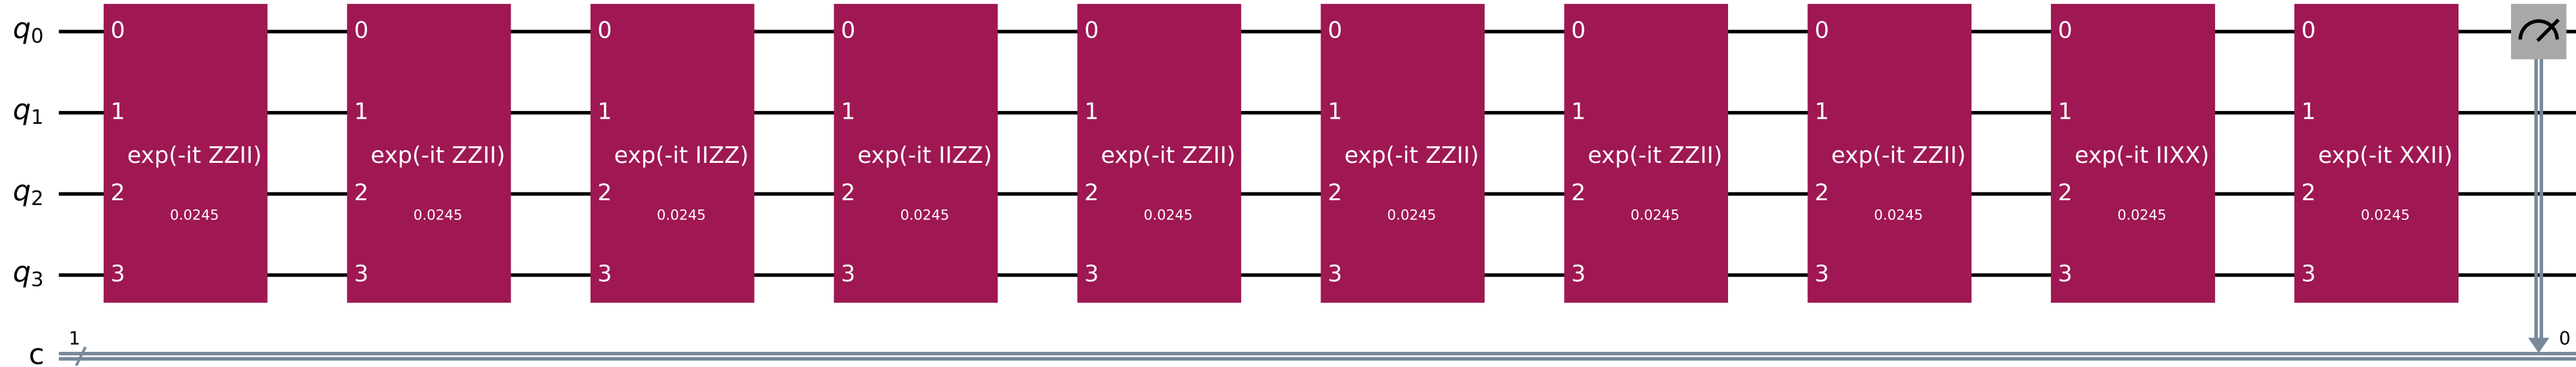 q0 0 0 0 0 0 0 0 0 0 0
q1 1 1 1 1 1 1 1 1 1 1
exp(-it ZZII) exp(-it ZZII) exp(-it IIZZ) exp(-it IIZZ) exp(-it ZZII) exp(-it ZZII) exp(-it ZZII) exp(-it ZZII) exp(-it IIXX) exp(-it XXII)
q2 2 2 2 2 2 2 2 2 2 2
0.0245 0.0245 0.0245 0.0245 0.0245 0.0245 0.0245 0.0245 0.0245 0.0245
q3 3 3 3 3 3 3 3 3 3 3
1 0
c